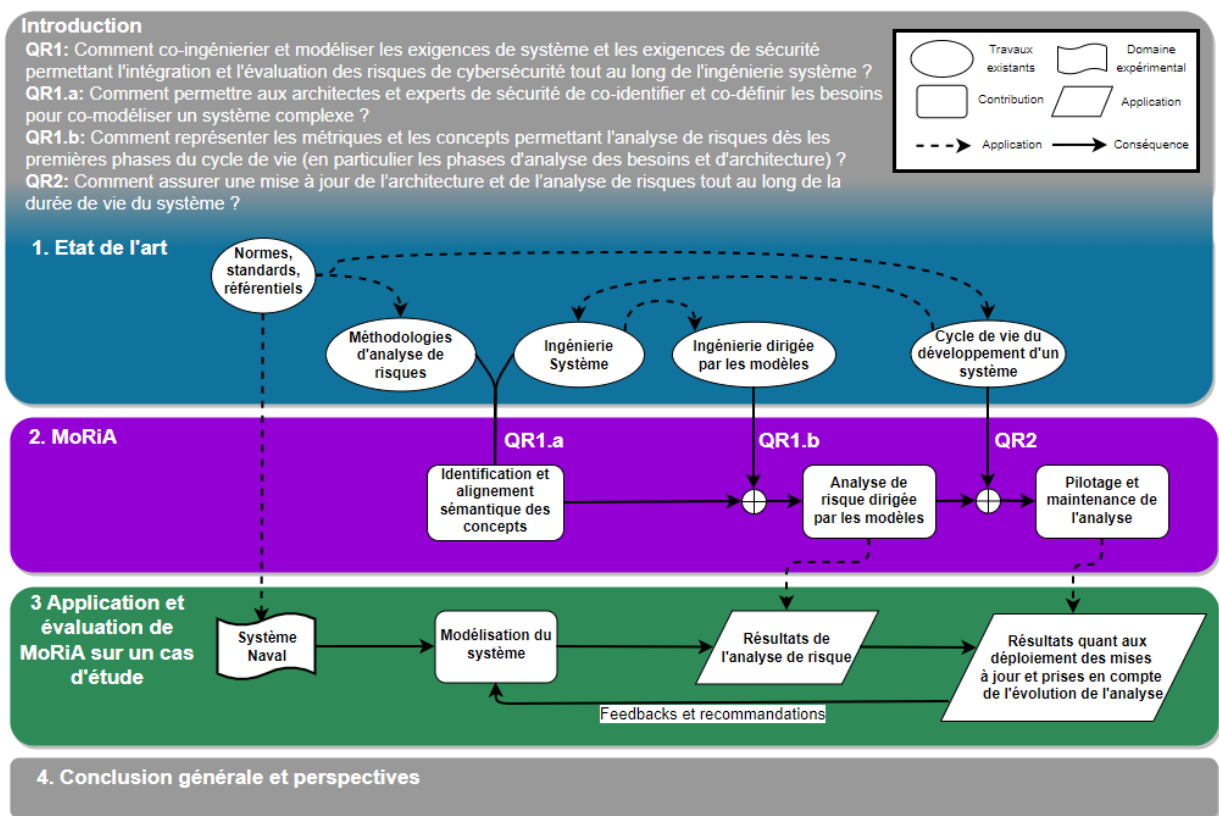 Introduction
QR1: Comment co-ingénierier et modéliser les exigences de système et les exigences de sécurité
permettant l'intégration et l'évaluation des risques de cybersécurité tout au long de l'ingénierie système ?
QR1.a: Comment permettre aux architectes et experts de sécurité de co-identifier et co-définir les besoins
pour co-modéliser un système complexe ?
QR1.b: Comment représenter les métriques et les concepts permettant l'analyse de risques dès les
premières phases du cycle de vie (en particulier les phases d'analyse des besoins et d'architecture) ?
QR2: Comment assurer une mise à jour de l'architecture et de l'analyse de risques tout au long de la
durée de vie du système ?
Travaux
existants
Domaine
expérimental
Contribution
Application
Application
Conséquence
1. Etat de l'art
Normes,
standards,
référentiels
Méthodologies
d'analyse de
risques
Ingénierie
Système
Ingénierie dirigée
par les modèles
Cycle de vie du
développement d'un
système
2. MoRiA
QR1.a
QR1.b
QR2
Identification et
alignement
sémantique des
concepts
Analyse de
risque dirigée
par les modèles
Pilotage et
maintenance de
l'analyse
3 Application et
évaluation de
MoRiA sur un cas
d'étude
Système
Naval
Modélisation du
système
Résultats de
l'analyse de risque
Résultats quant aux
déploiement des mises
à jour et prises en compte
de l'évolution de l'analyse
Feedbacks et recommandations
4. Conclusion générale et perspectives